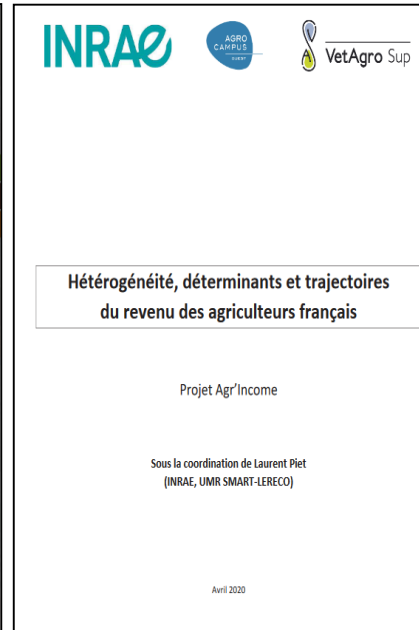 INRAE
AGRO
CAMPUS
OUEST
VetAgro Sup
Hétérogénéité, déterminants et trajectoires
du revenu des agriculteurs français
Projet Agr'Income
Sous la coordination de Laurent Piet
(INRAE, UMR SMART-LERECO)
Avril 2020